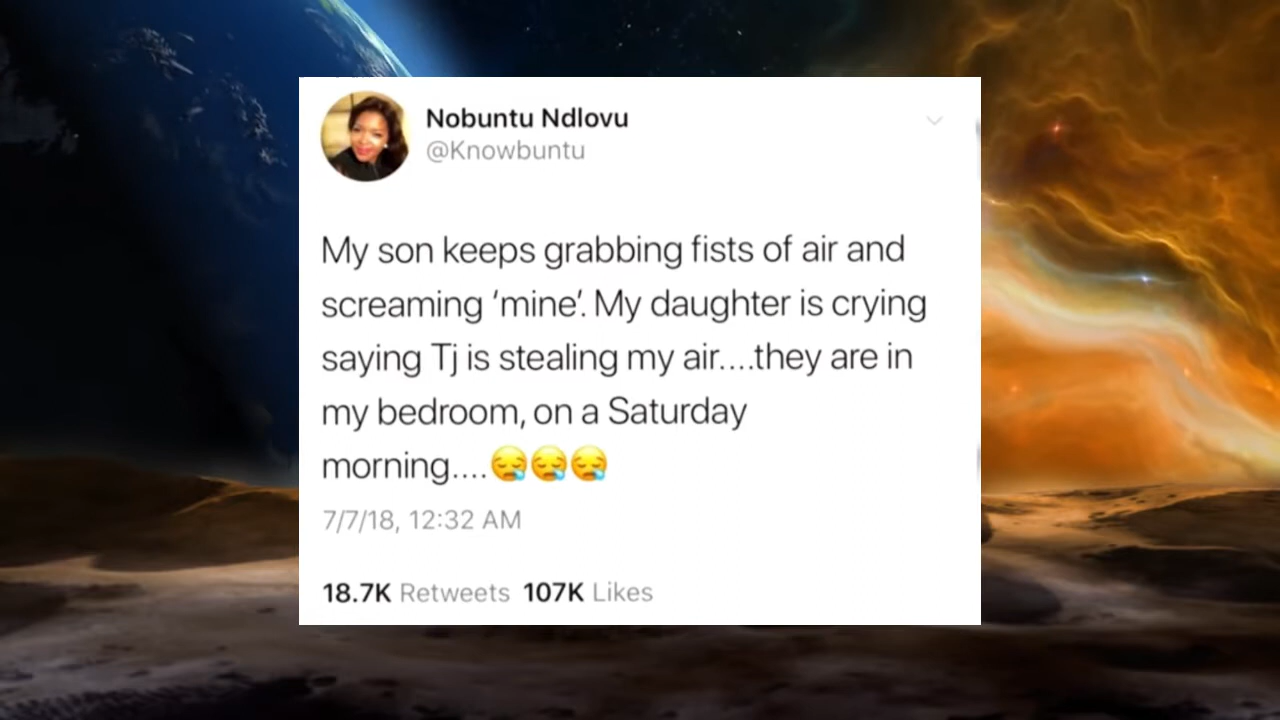 Nobuntu Ndlovu
@Knowbuntu
My son keeps grabbing fists of air and
screaming ‘mine’. My daughter is crying
saying Tj is stealing my air....they are in
my bedroom, on a Saturday
morning....😪😪😪
7/7/18, 12:32 AM
18.7K Retweets 107K Likes